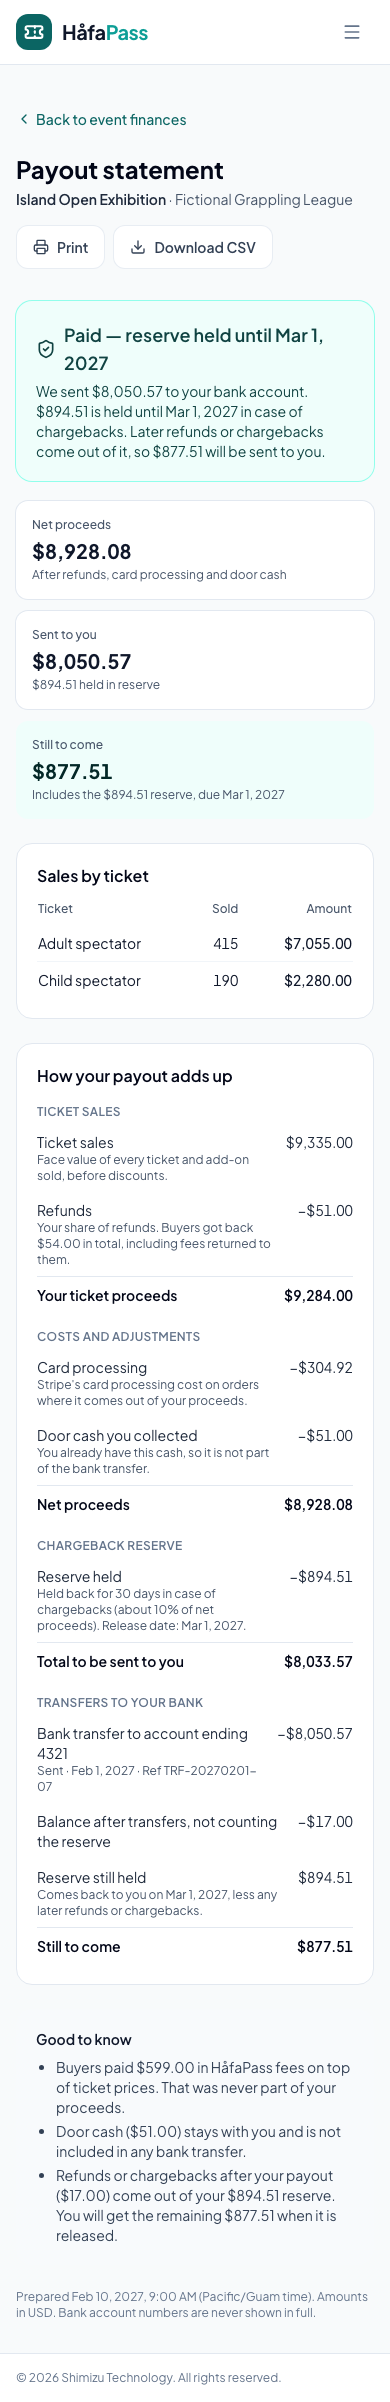 HåfaPass
Back to event finances
Payout statement
Island Open Exhibition · Fictional Grappling League
Print
Download CSV
Paid — reserve held until Mar 1,
2027
We sent $8,050.57 to your bank account.
$894.51 is held until Mar 1, 2027 in case of
chargebacks. Later refunds or chargebacks
come out of it, so $877.51 will be sent to you.
Net proceeds
$8,928.08
After refunds, card processing and door cash
Sent to you
$8,050.57
$894.51 held in reserve
Still to come
$877.51
Includes the $894.51 reserve, due Mar 1, 2027
Sales by ticket
Ticket Sold Amount
Adult spectator 415 $7,055.00
Child spectator 190 $2,280.00
How your payout adds up
TICKET SALES
Ticket sales $9,335.00
Face value of every ticket and add-on
sold, before discounts.
Refunds −$51.00
Your share of refunds. Buyers got back
$54.00 in total, including fees returned to
them.
Your ticket proceeds $9,284.00
COSTS AND ADJUSTMENTS
Card processing −$304.92
Stripe's card processing cost on orders
where it comes out of your proceeds.
Door cash you collected −$51.00
You already have this cash, so it is not part
of the bank transfer.
Net proceeds $8,928.08
CHARGEBACK RESERVE
Reserve held −$894.51
Held back for 30 days in case of
chargebacks (about 10% of net
proceeds). Release date: Mar 1, 2027.
Total to be sent to you $8,033.57
TRANSFERS TO YOUR BANK
Bank transfer to account ending −$8,050.57
4321
Sent · Feb 1, 2027 · Ref TRF-20270201-
07
Balance after transfers, not counting −$17.00
the reserve
Reserve still held $894.51
Comes back to you on Mar 1, 2027, less any
later refunds or chargebacks.
Still to come $877.51
Good to know
• Buyers paid $599.00 in HåfaPass fees on top
of ticket prices. That was never part of your
proceeds.
• Door cash ($51.00) stays with you and is not
included in any bank transfer.
• Refunds or chargebacks after your payout
($17.00) come out of your $894.51 reserve.
You will get the remaining $877.51 when it is
released.
Prepared Feb 10, 2027, 9:00 AM (Pacific/Guam time). Amounts
in USD. Bank account numbers are never shown in full.
© 2026 Shimizu Technology. All rights reserved.